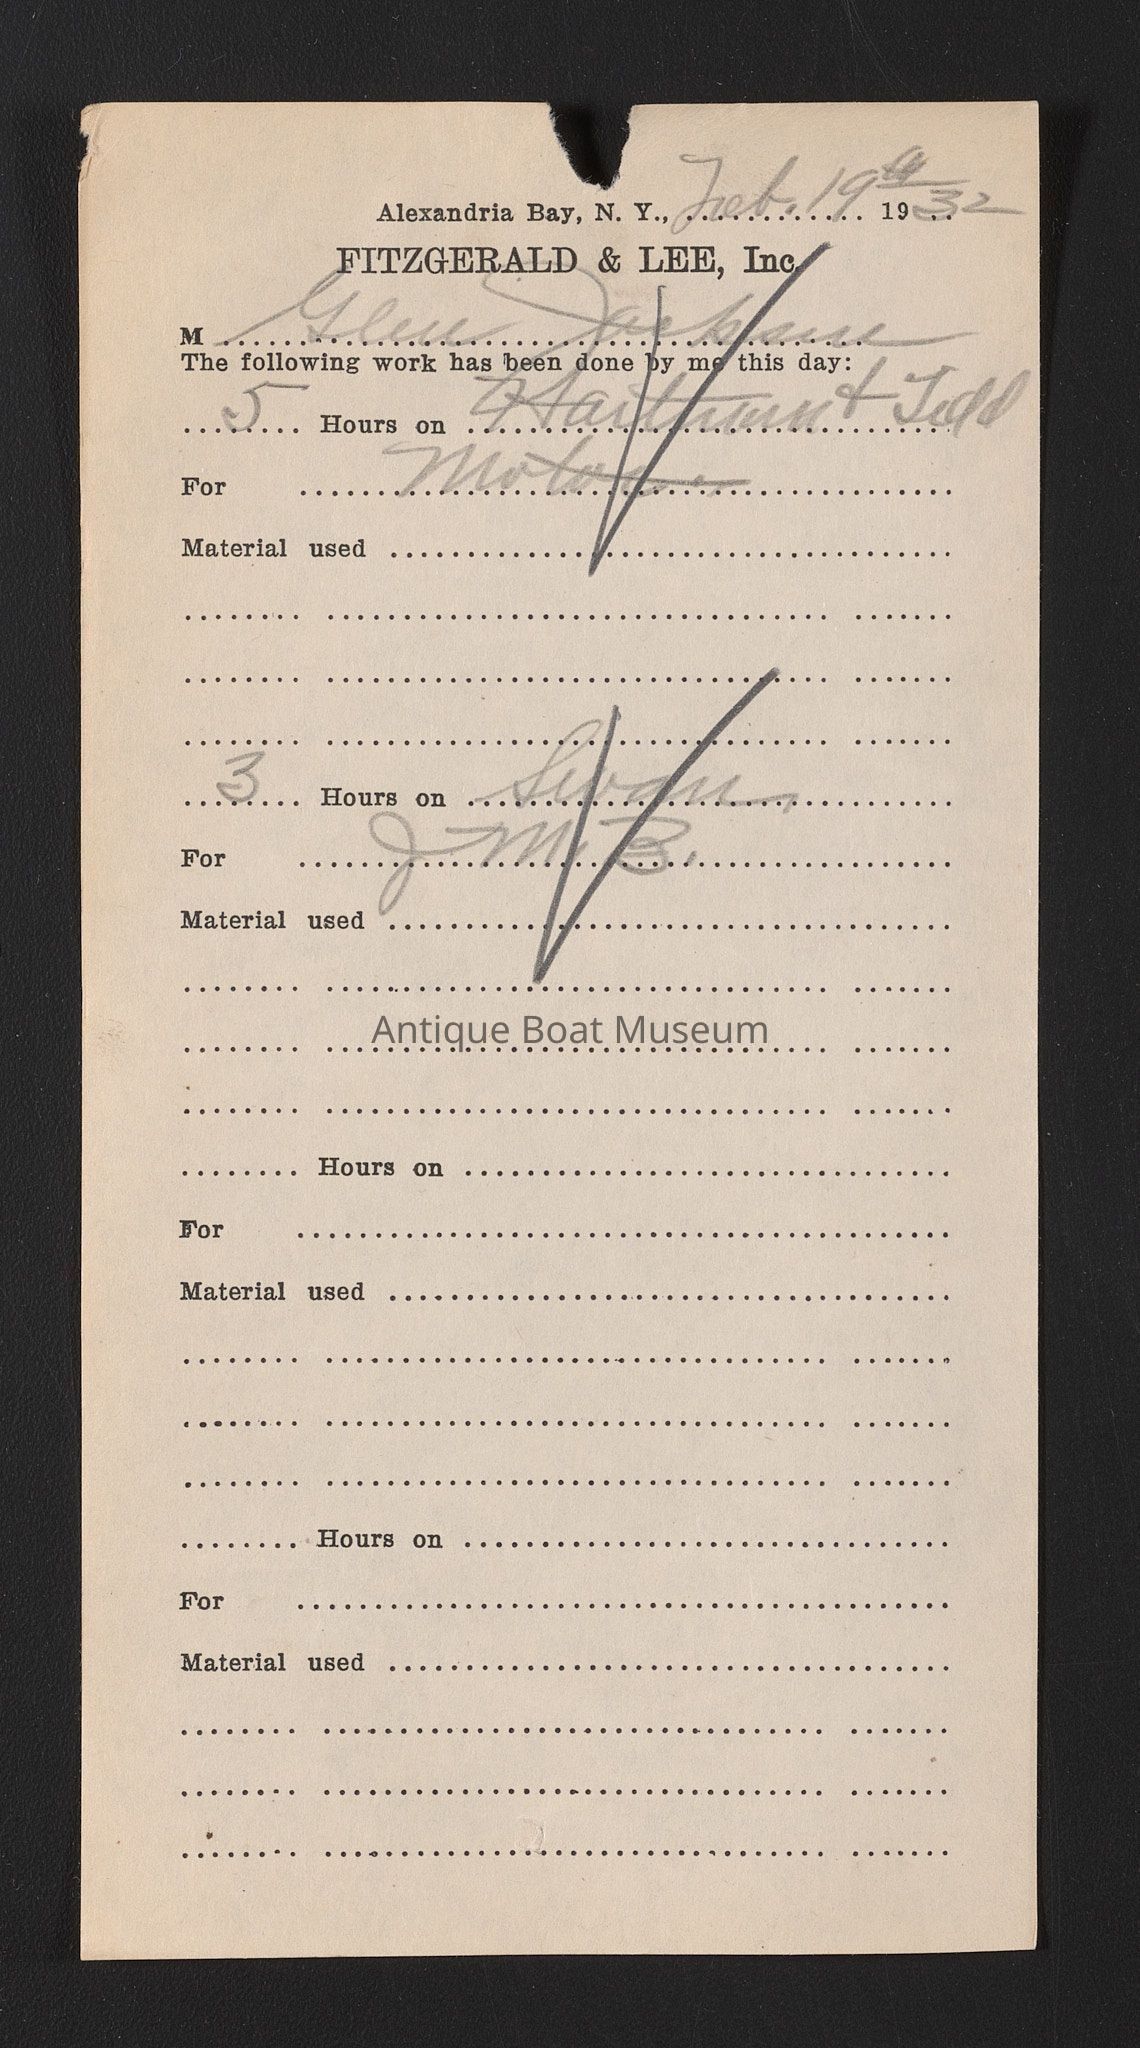 Alexandria Bay, N. Y., Feb. 19th 1932
FITZGERALD & LEE, Inc.
M Glen Jackson
The following work has been done by me this day:
5 Hours on Hartman &
For Motor
Material used
3 Hours on Swan
For J M. B.
Material used
Antique Boat Museum
Hours on
For
Material used
Hours on
For
Material used